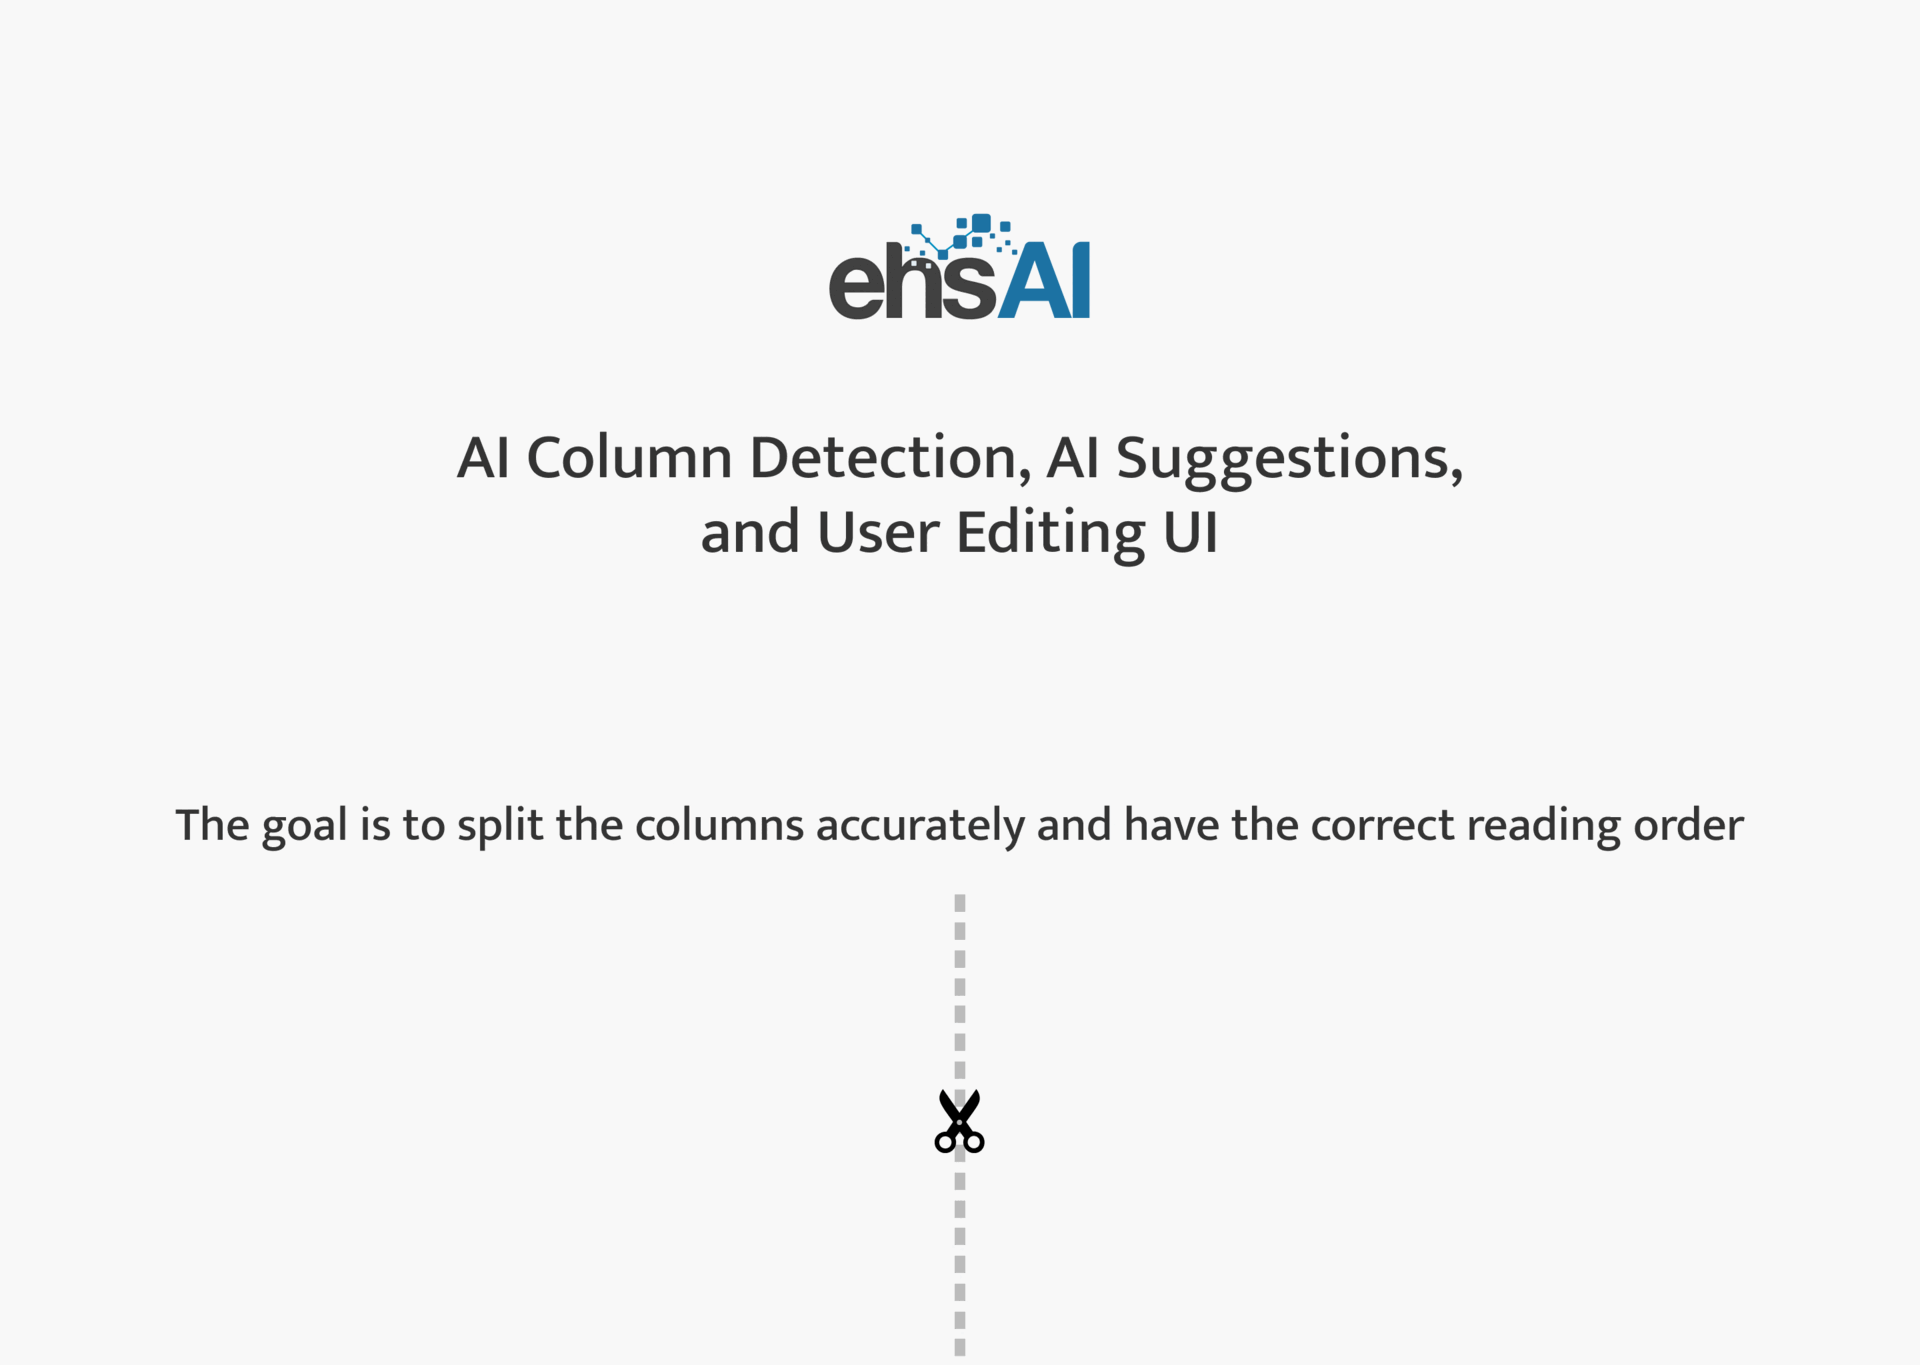 ehsAI
AI Column Detection, AI Suggestions,
and User Editing UI
The goal is to split the columns accurately and have the correct reading order